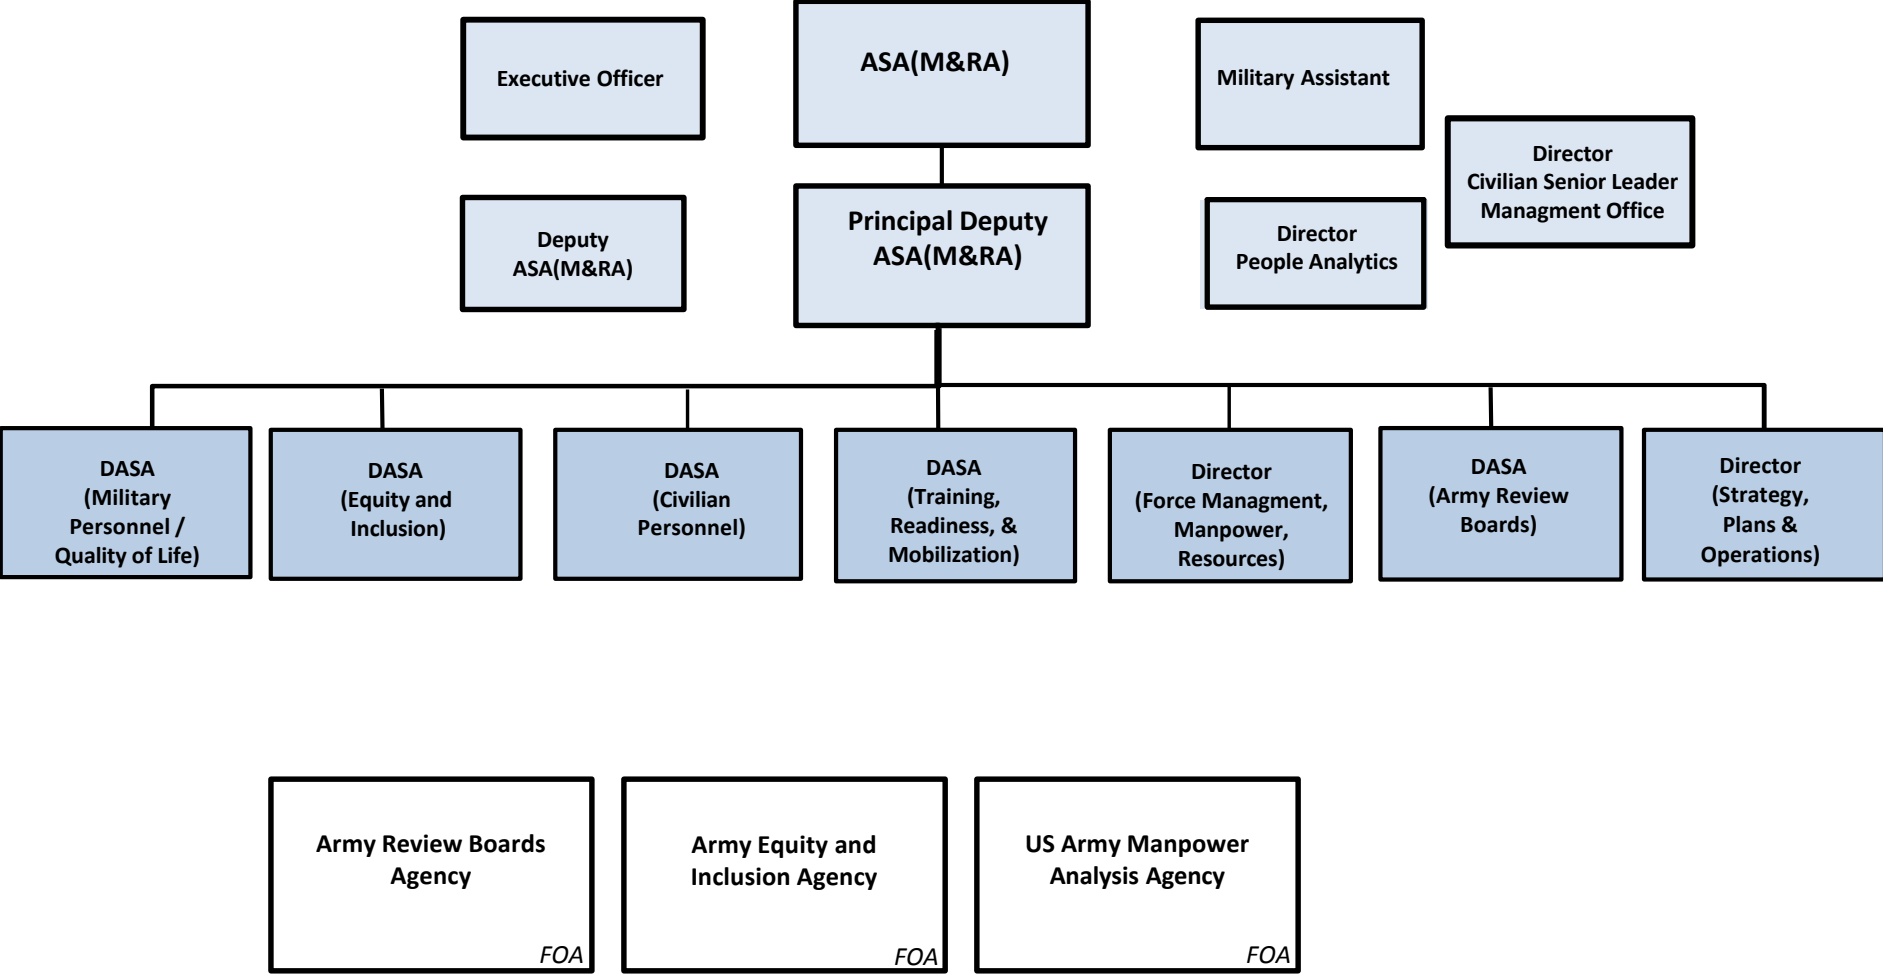 Executive Officer
ASA(M&RA)
Military Assistant
Director
Civilian Senior Leader
Managment Office
Deputy
ASA(M&RA)
Principal Deputy
ASA(M&RA)
Director
People Analytics
DASA
(Military
Personnel /
Quality of Life)
DASA
(Equity and
Inclusion)
DASA
(Civilian
Personnel)
DASA
(Training,
Readiness, &
Mobilization)
Director
(Force Managment,
Manpower,
Resources)
DASA
(Army Review
Boards)
Director
(Strategy,
Plans &
Operations)
Army Review Boards
Agency
FOA
Army Equity and
Inclusion Agency
FOA
US Army Manpower
Analysis Agency
FOA